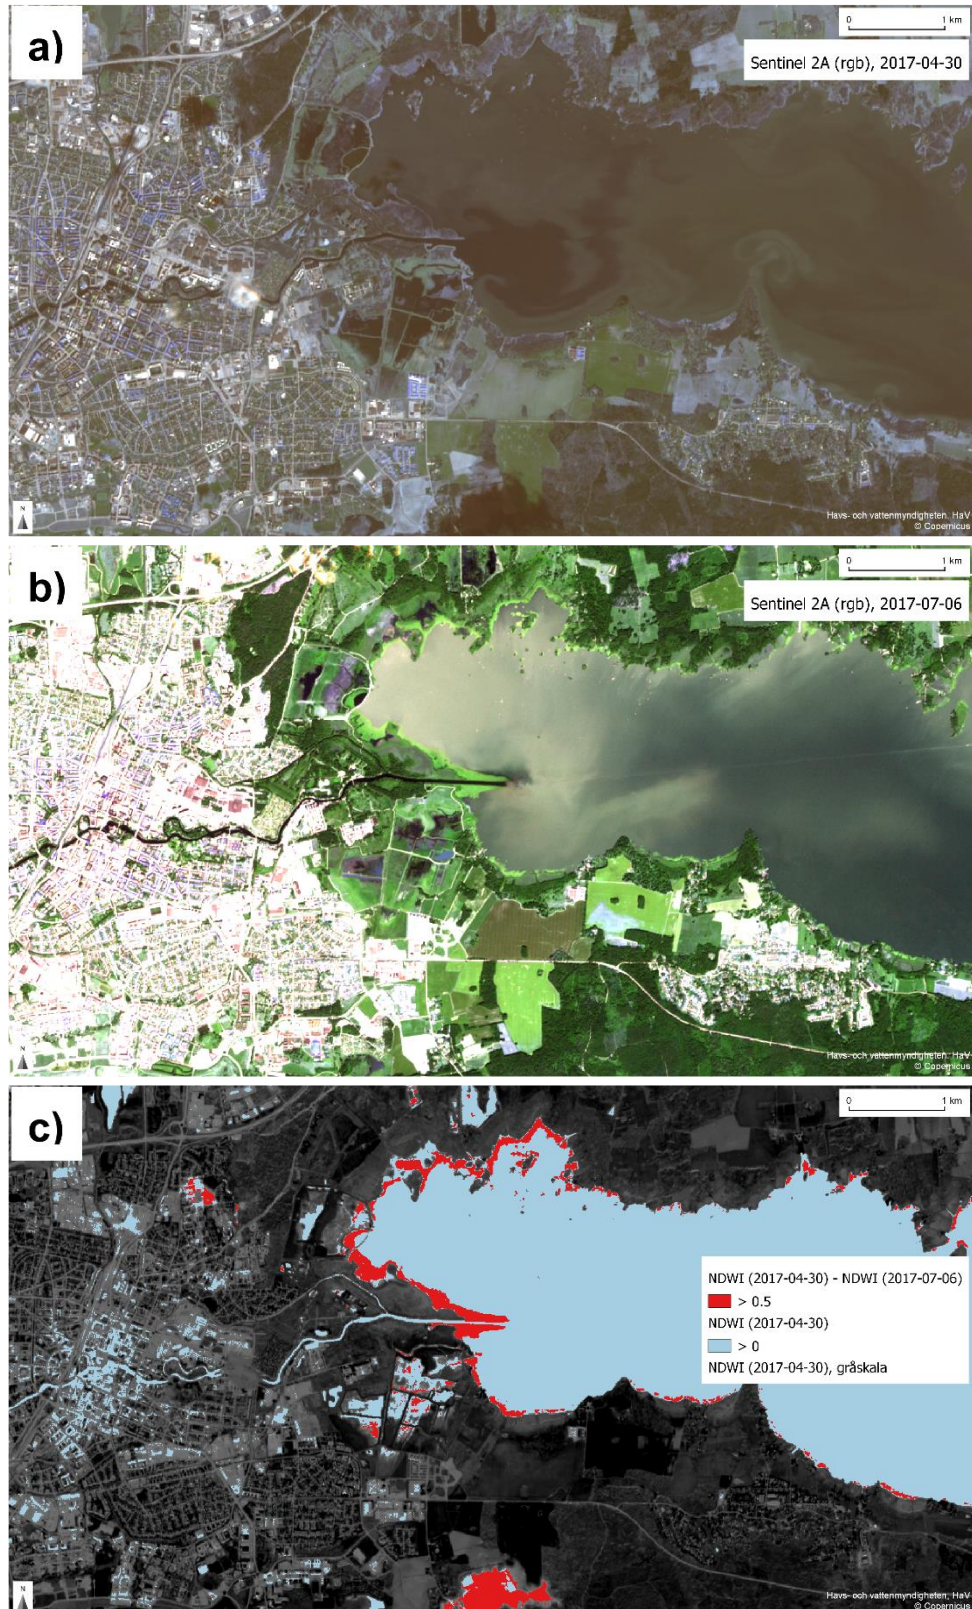 a)
0 1 km
Sentinel 2A (rgb), 2017-04-30
N
Havs- och vattenmyndigheten, HaV
© Copernicus
b)
0 1 km
Sentinel 2A (rgb), 2017-07-06
N
Havs- och vattenmyndigheten, HaV
© Copernicus
c)
0 1 km
NDWI (2017-04-30) - NDWI (2017-07-06)
> 0.5
NDWI (2017-04-30)
> 0
NDWI (2017-04-30), gråskala
N
Havs- och vattenmyndigheten, HaV
© Copernicus